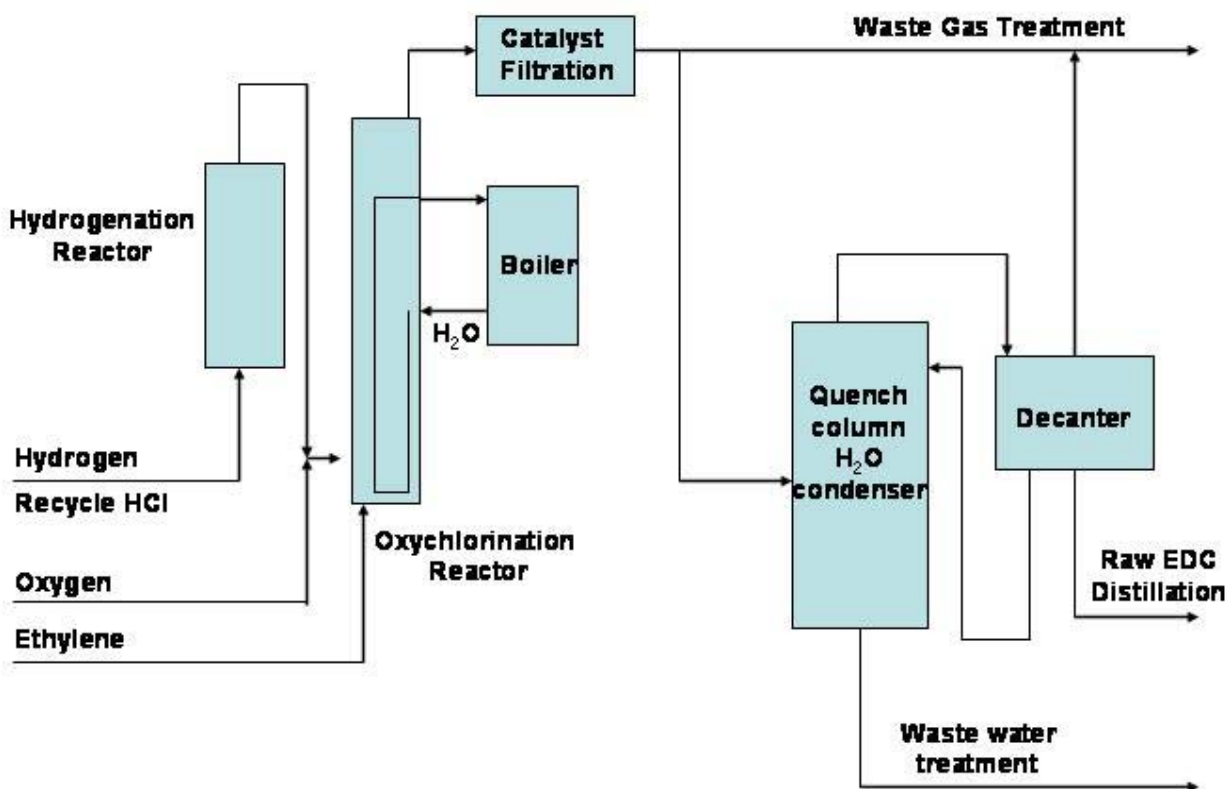 Catalyst
Filtration
Waste Gas Treatment
Hydrogenation
Reactor
Boiler
H₂O
Quench
column
H₂O
condenser
Decanter
Hydrogen
Recycle HCl
Oxychlorination
Reactor
Oxygen
Ethylene
Raw EDC
Distillation
Waste water
treatment